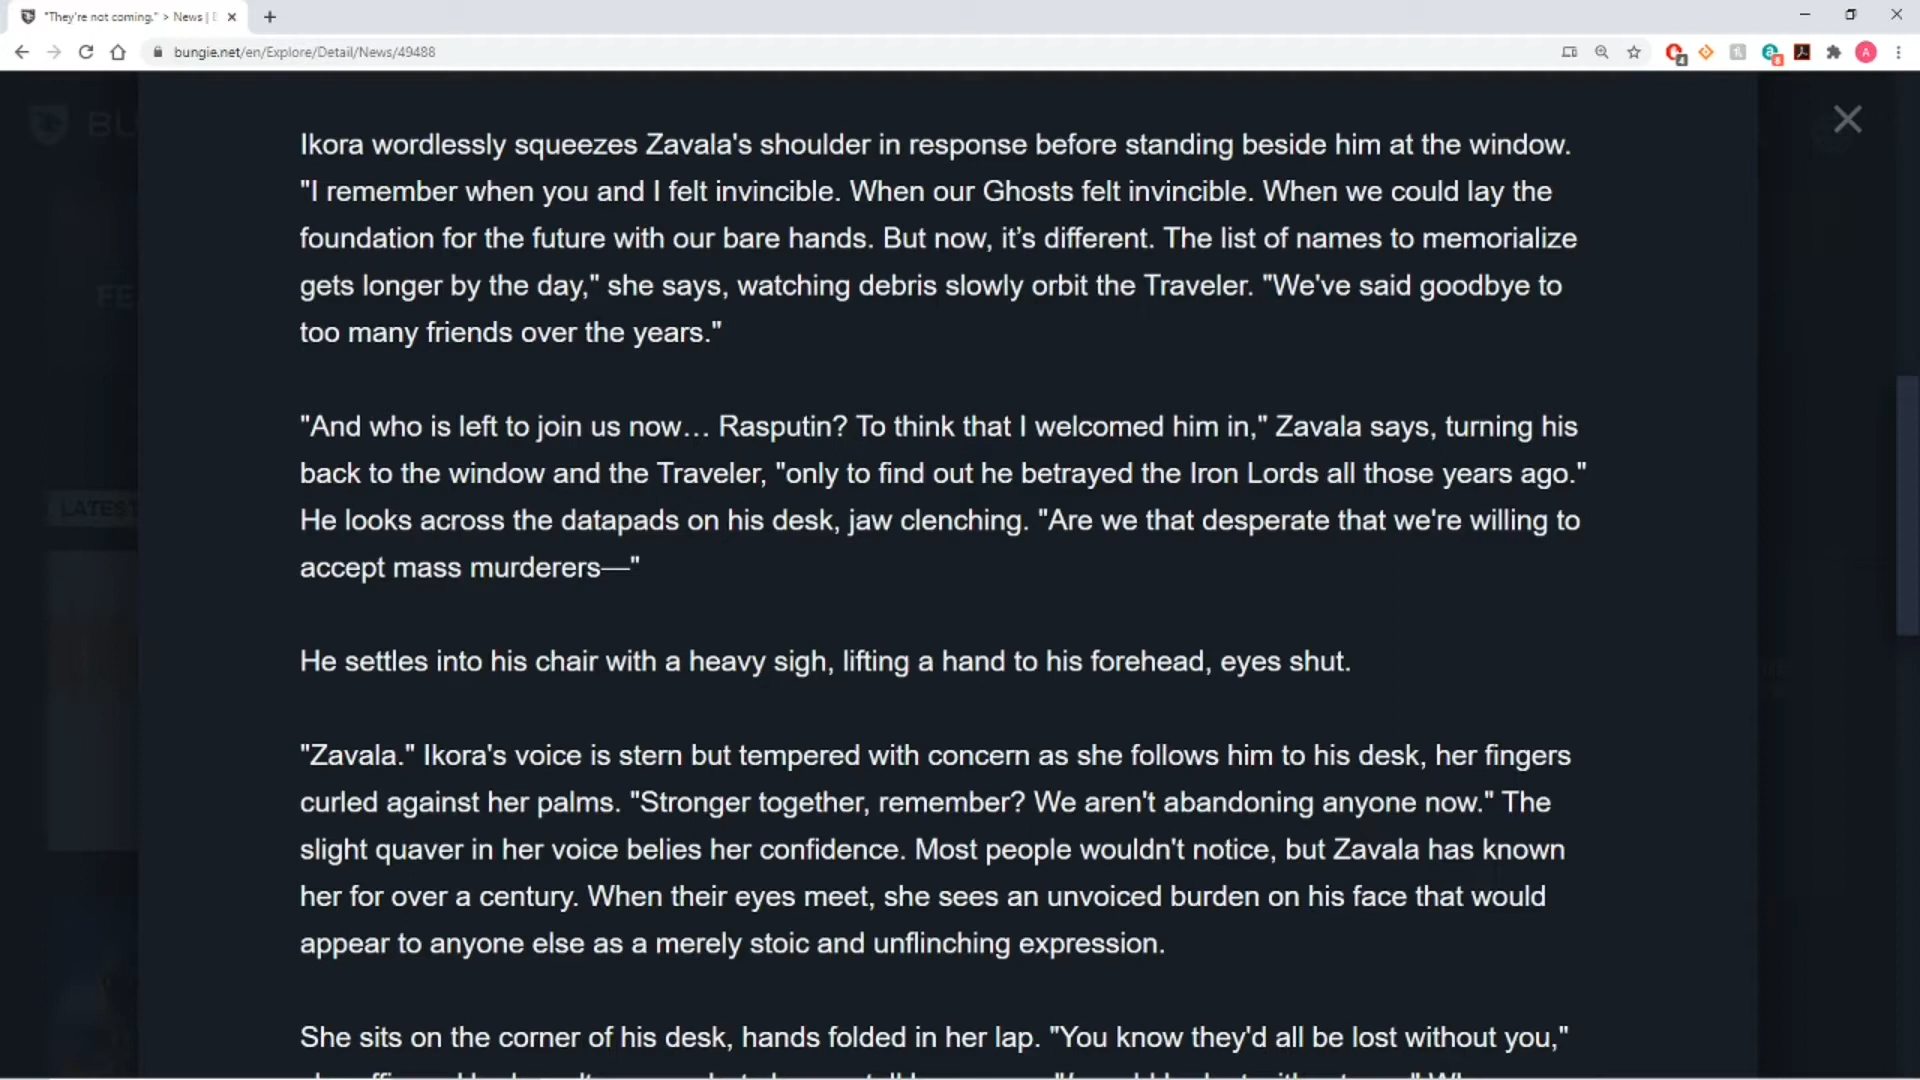 "They're not coming." > News |
bungie.net/en/Explore/Detail/News/49488
BU
FE
LATEST
Ikora wordlessly squeezes Zavala's shoulder in response before standing beside him at the window.
"I remember when you and I felt invincible. When our Ghosts felt invincible. When we could lay the
foundation for the future with our bare hands. But now, it’s different. The list of names to memorialize
gets longer by the day," she says, watching debris slowly orbit the Traveler. "We've said goodbye to
too many friends over the years."
"And who is left to join us now… Rasputin? To think that I welcomed him in," Zavala says, turning his
back to the window and the Traveler, "only to find out he betrayed the Iron Lords all those years ago."
He looks across the datapads on his desk, jaw clenching. "Are we that desperate that we're willing to
accept mass murderers—"
He settles into his chair with a heavy sigh, lifting a hand to his forehead, eyes shut.
"Zavala." Ikora's voice is stern but tempered with concern as she follows him to his desk, her fingers
curled against her palms. "Stronger together, remember? We aren't abandoning anyone now." The
slight quaver in her voice belies her confidence. Most people wouldn't notice, but Zavala has known
her for over a century. When their eyes meet, she sees an unvoiced burden on his face that would
appear to anyone else as a merely stoic and unflinching expression.
She sits on the corner of his desk, hands folded in her lap. "You know they'd all be lost without you,"